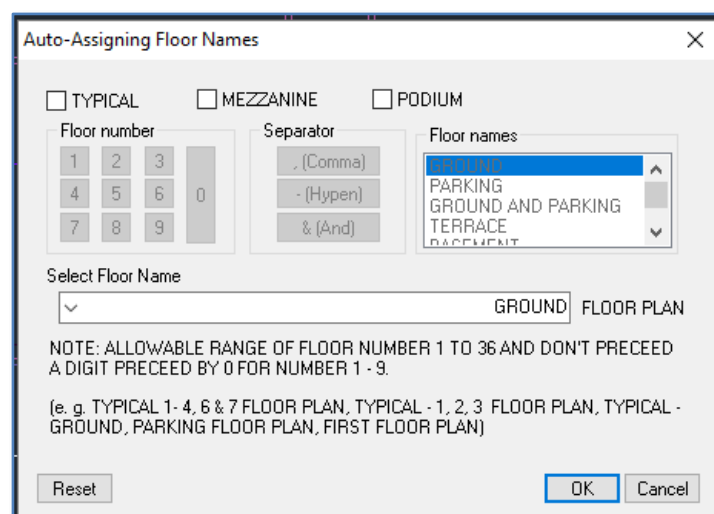 Auto-Assigning Floor Names
TYPICAL MEZZANINE PODIUM
Floor number Separator Floor names
1 2 3 , (Comma) GROUND
4 5 6 0 - (Hypen) PARKING
GROUND AND PARKING
7 8 9 & (And) TERRACE
BASEMENT
Select Floor Name
GROUND FLOOR PLAN
NOTE: ALLOWABLE RANGE OF FLOOR NUMBER 1 TO 36 AND DON'T PRECEED
A DIGIT PRECEED BY 0 FOR NUMBER 1 - 9.
(e. g. TYPICAL 1- 4, 6 & 7 FLOOR PLAN, TYPICAL - 1, 2, 3 FLOOR PLAN, TYPICAL -
GROUND, PARKING FLOOR PLAN, FIRST FLOOR PLAN)
Reset OK Cancel